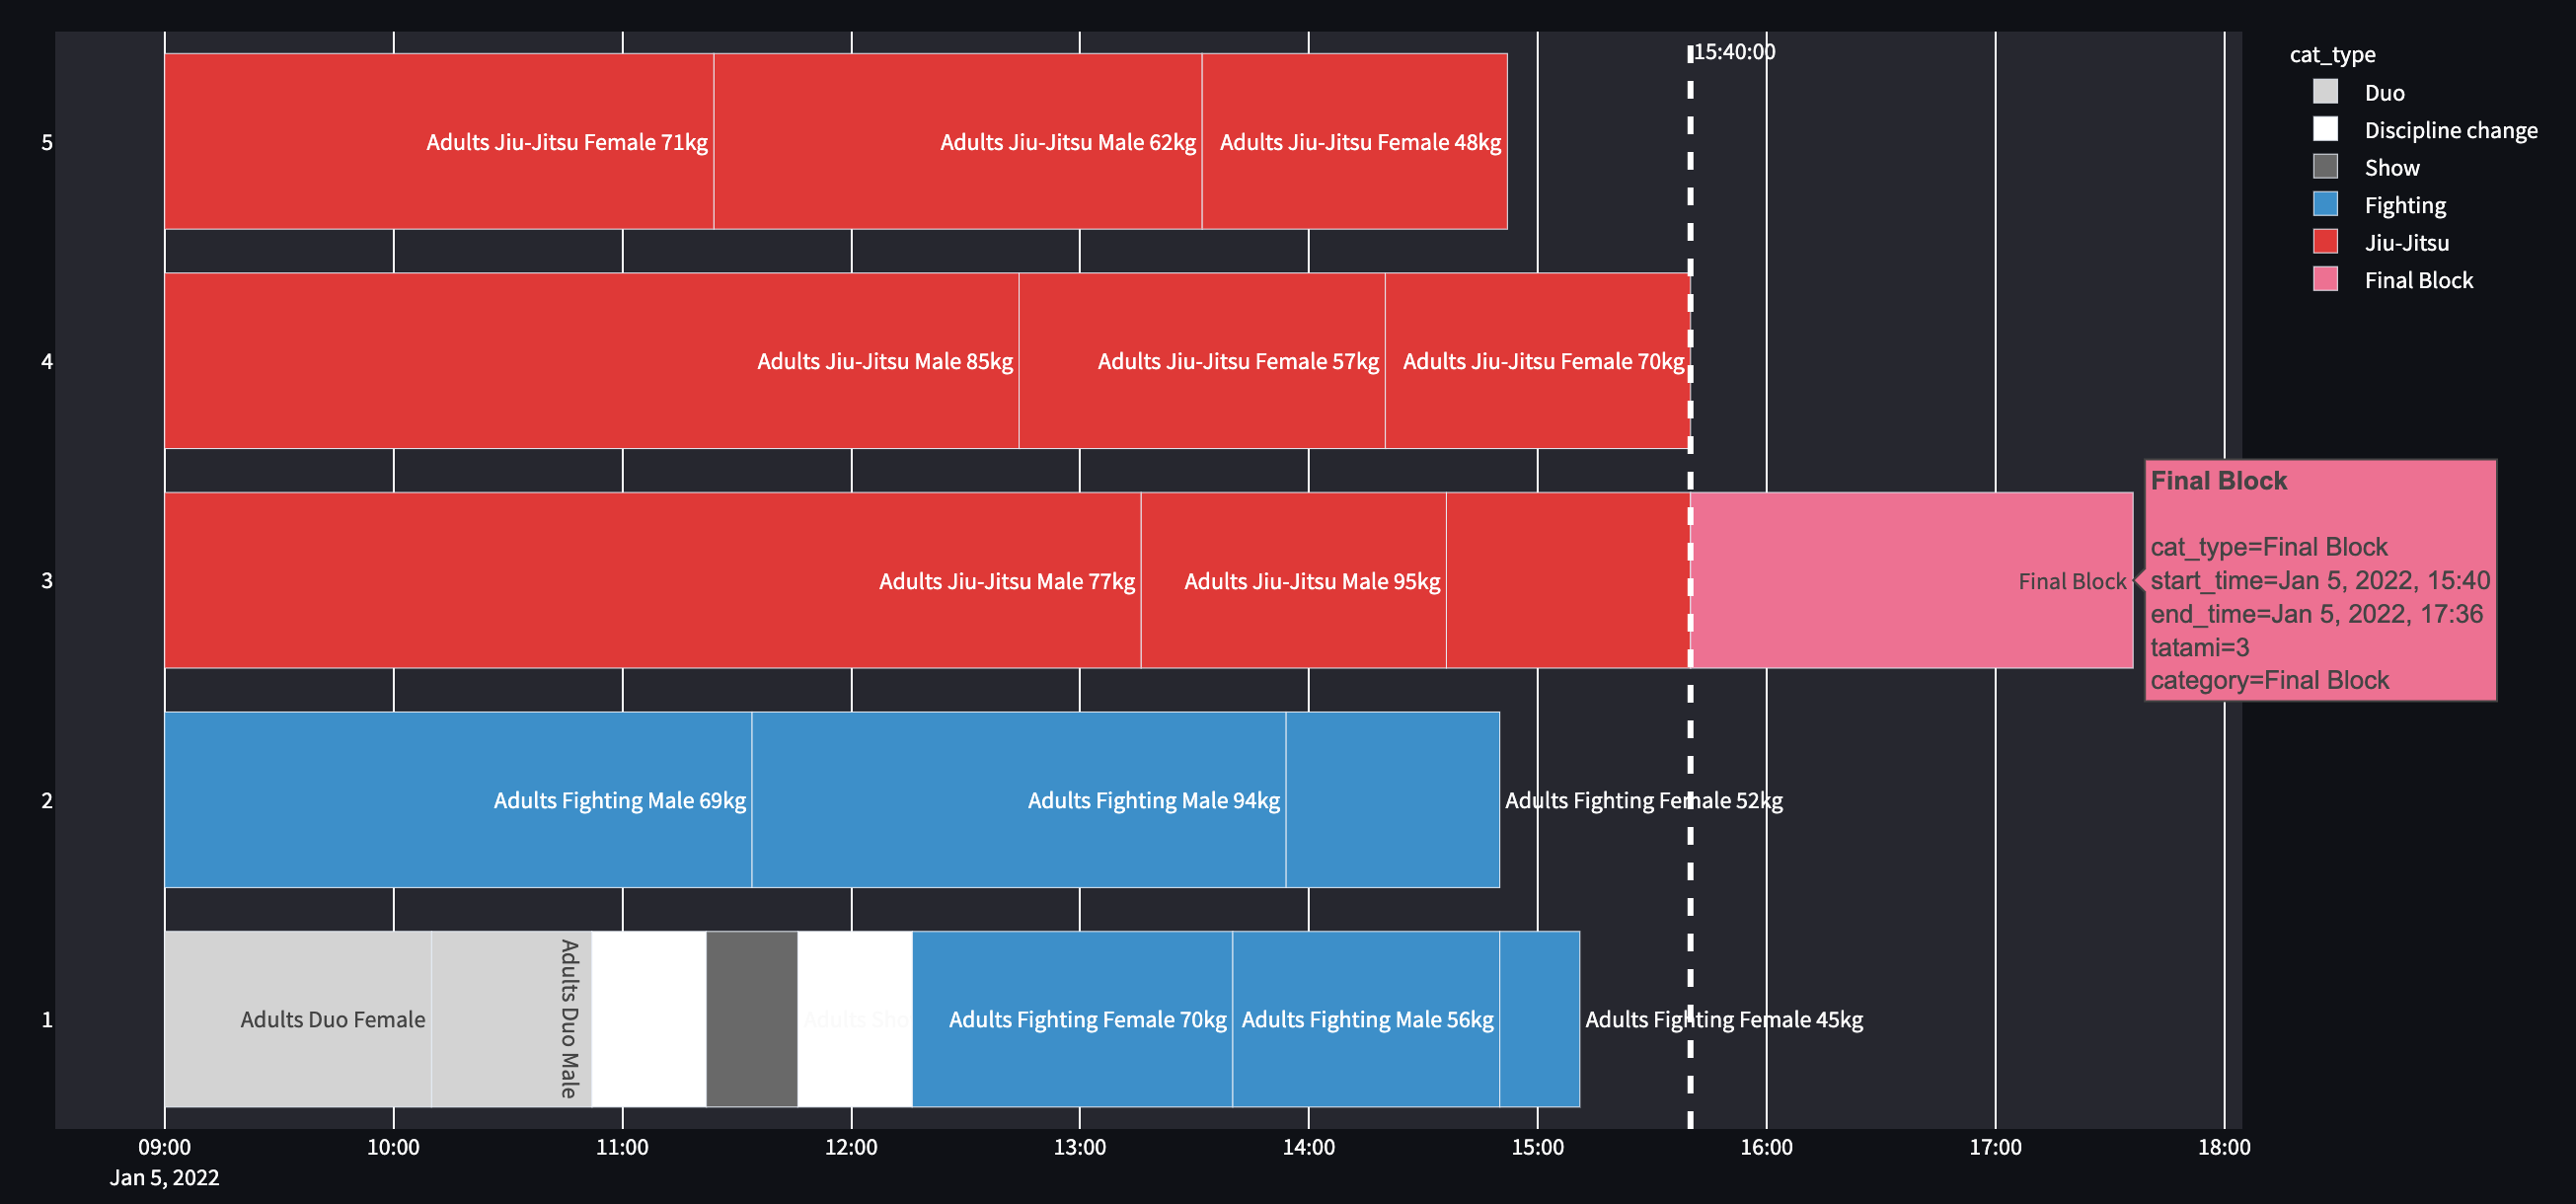 15:40:00
cat_type
Duo
Discipline change
Show
Fighting
Jiu-Jitsu
Final Block
5
Adults Jiu-Jitsu Female 71kg
Adults Jiu-Jitsu Male 62kg
Adults Jiu-Jitsu Female 48kg
4
Adults Jiu-Jitsu Male 85kg
Adults Jiu-Jitsu Female 57kg
Adults Jiu-Jitsu Female 70kg
3
Adults Jiu-Jitsu Male 77kg
Adults Jiu-Jitsu Male 95kg
Final Block
Final Block
cat_type=Final Block
start_time=Jan 5, 2022, 15:40
end_time=Jan 5, 2022, 17:36
tatami=3
category=Final Block
2
Adults Fighting Male 69kg
Adults Fighting Male 94kg
Adults Fighting Female 52kg
1
Adults Duo Female
Adults Duo Male
Adults Sho
Adults Fighting Female 70kg
Adults Fighting Male 56kg
Adults Fighting Female 45kg
09:00
10:00
11:00
12:00
13:00
14:00
15:00
16:00
17:00
18:00
Jan 5, 2022